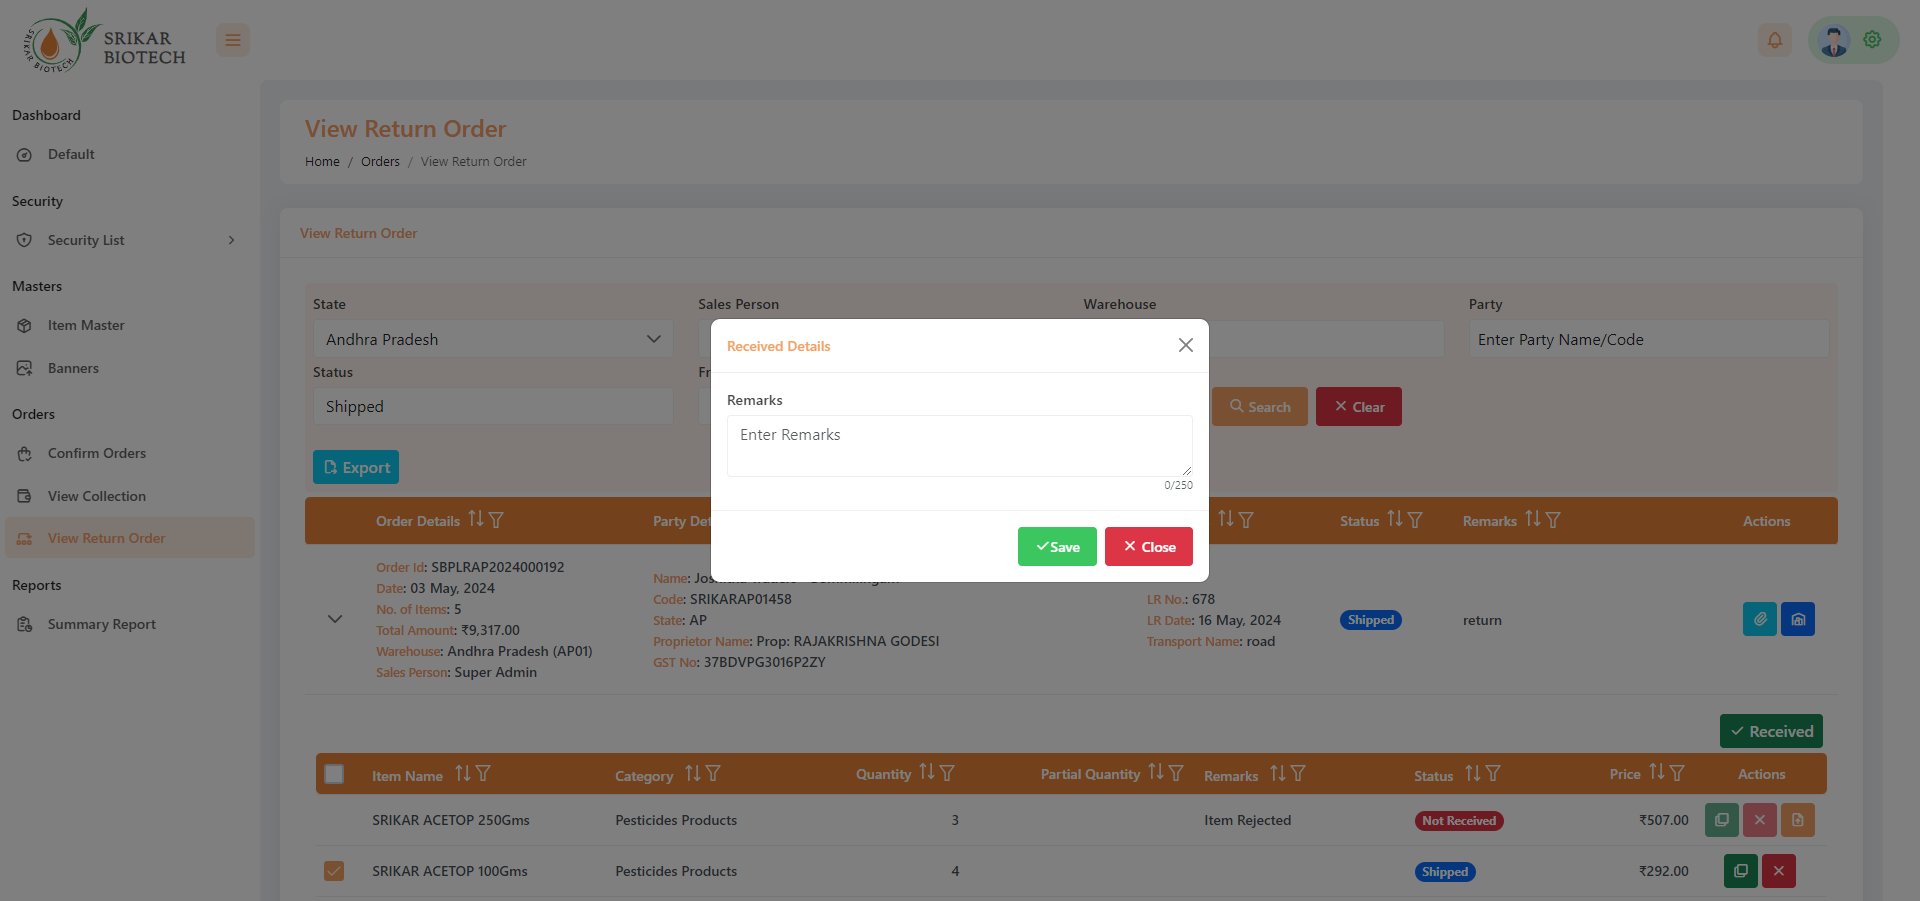 SRIKAR BIOTECH
SRIKAR
BIOTECH
Dashboard
Default
Security
Security List
Masters
Item Master
Banners
Orders
Confirm Orders
View Collection
View Return Order
Reports
Summary Report
View Return Order
Home / Orders / View Return Order
View Return Order
State
Sales Person
Warehouse
Party
Andhra Pradesh
Enter Party Name/Code
Status
Fr
Shipped
Search
Clear
Export
Received Details
Remarks
Enter Remarks
0/250
Save
Close
Order Details
Party Det
Status
Remarks
Actions
Order Id: SBPLRAP2024000192
Date: 03 May, 2024
No. of Items: 5
Total Amount: ₹9,317.00
Warehouse: Andhra Pradesh (AP01)
Sales Person: Super Admin
Name:
Code: SRIKARAP01458
State: AP
Proprietor Name: Prop: RAJAKRISHNA GODESI
GST No: 37BDVPG3016P2ZY
LR No.: 678
LR Date: 16 May, 2024
Transport Name: road
Shipped
return
Received
Item Name
Category
Quantity
Partial Quantity
Remarks
Status
Price
Actions
SRIKAR ACETOP 250Gms
Pesticides Products
3
Item Rejected
Not Received
₹507.00
SRIKAR ACETOP 100Gms
Pesticides Products
4
Shipped
₹292.00